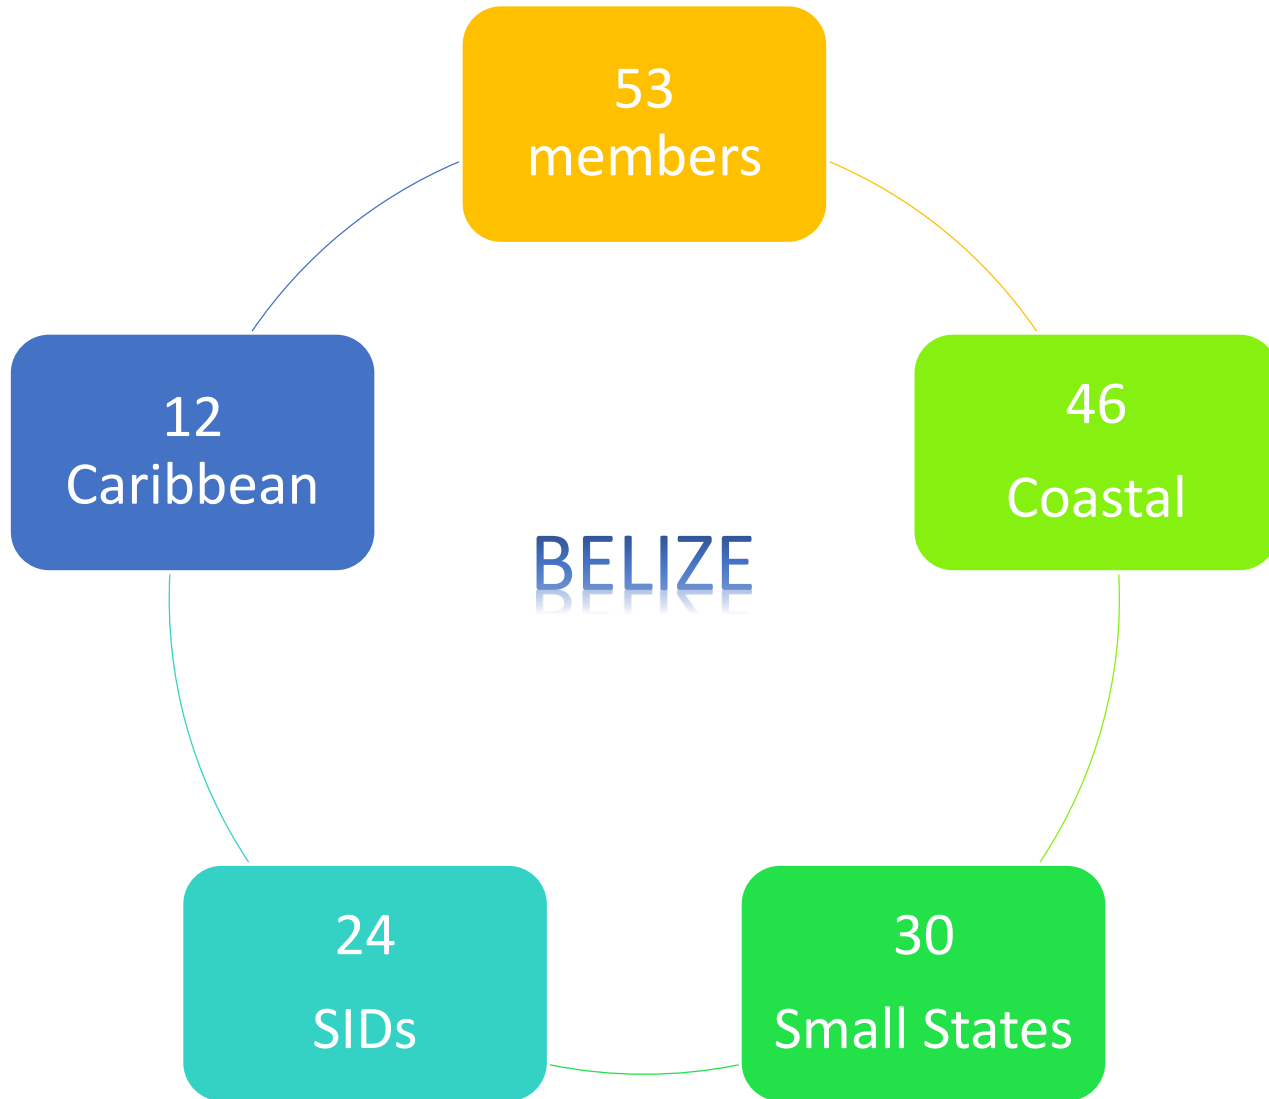 53
members
12
Caribbean
46
Coastal
BELIZE
24
SIDs
30
Small States